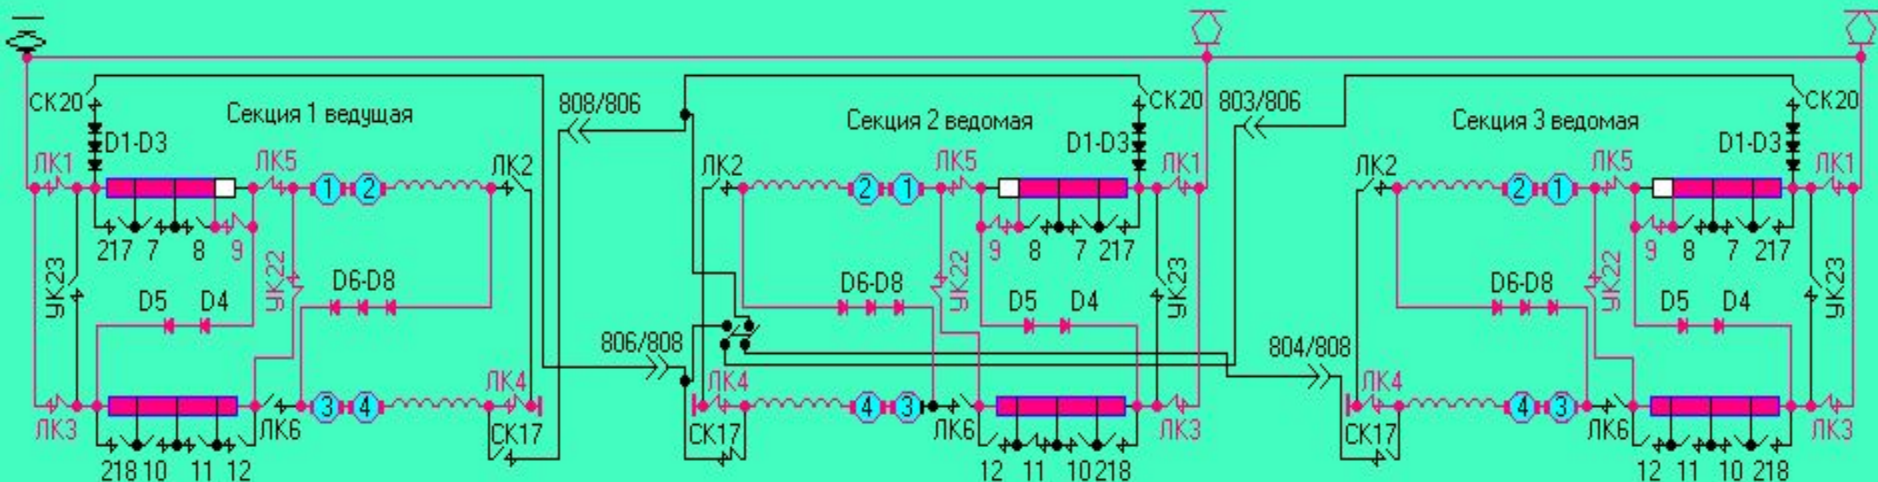 СК20
Секция 1 ведущая
808/806
СК20
Секция 2 ведомая
803/806
Секция 3 ведомая
СК20
D1-D3
D1-D3
D1-D3
ЛК1
ЛК5
ЛК2
ЛК2
ЛК5
ЛК1
ЛК2
ЛК5
ЛК1
1 2
2 1
2 1
217 7 8 9
9 8 7 217
9 8 7 217
УК23
УК22
D6-D8
D6-D8
УК22
УК23
D6-D8
УК22
УК23
D5 D4
D5 D4
D5 D4
806/808
804/808
ЛК4
ЛК4
ЛК4
3 4
4 3
4 3
ЛК3
ЛК6
СК17
СК17
ЛК6
ЛК3
СК17
ЛК6
ЛК3
218 10 11 12
12 11 10 218
12 11 10 218